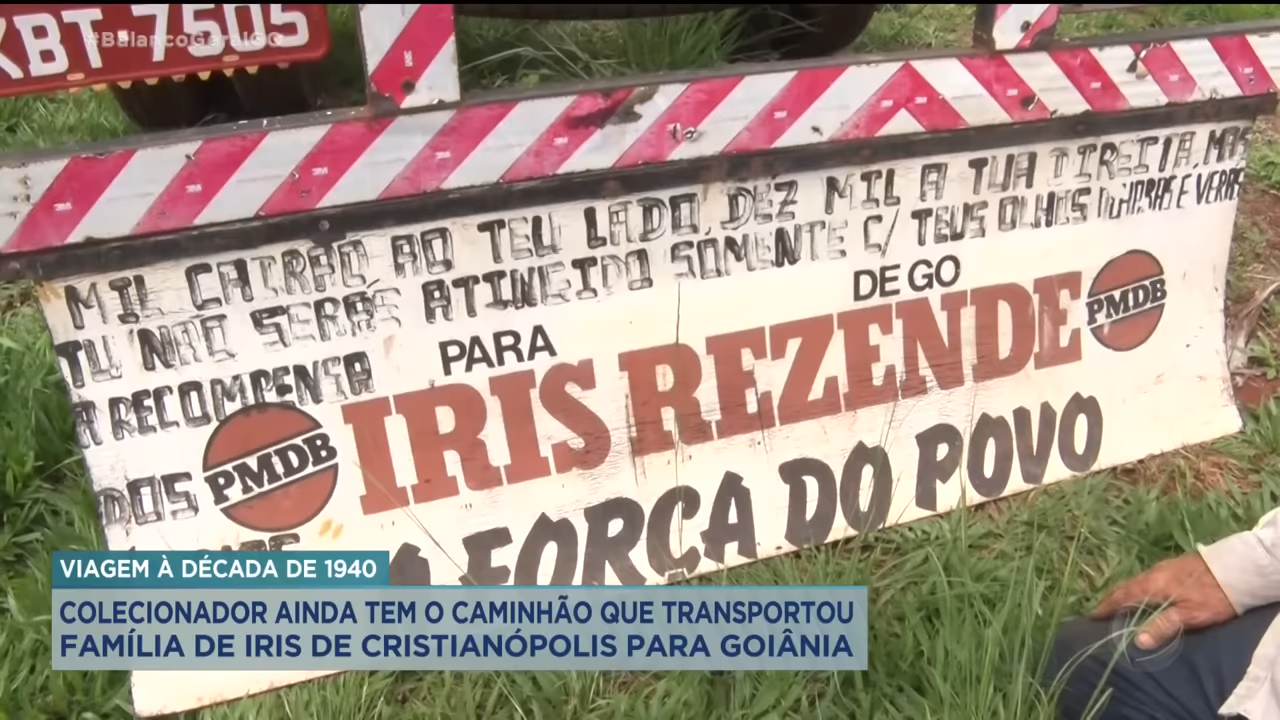 KBT 7505
#BalancoGeralGO
MIL CAIRÃO AO TEU LADO, DEZ MIL A TUA DIREITA, MAS
TU NÃO SERÁS ATINGIDO SOMENTE C/ TEUS OLHOS OLHARÁS E VERÁS
A RECOMPENSA
DOS
PARA
DE GO
PMDB
IRIS REZENDE
PMDB
A FORÇA DO POVO
VIAGEM À DÉCADA DE 1940
COLECIONADOR AINDA TEM O CAMINHÃO QUE TRANSPORTOU
FAMÍLIA DE IRIS DE CRISTIANÓPOLIS PARA GOIÂNIA